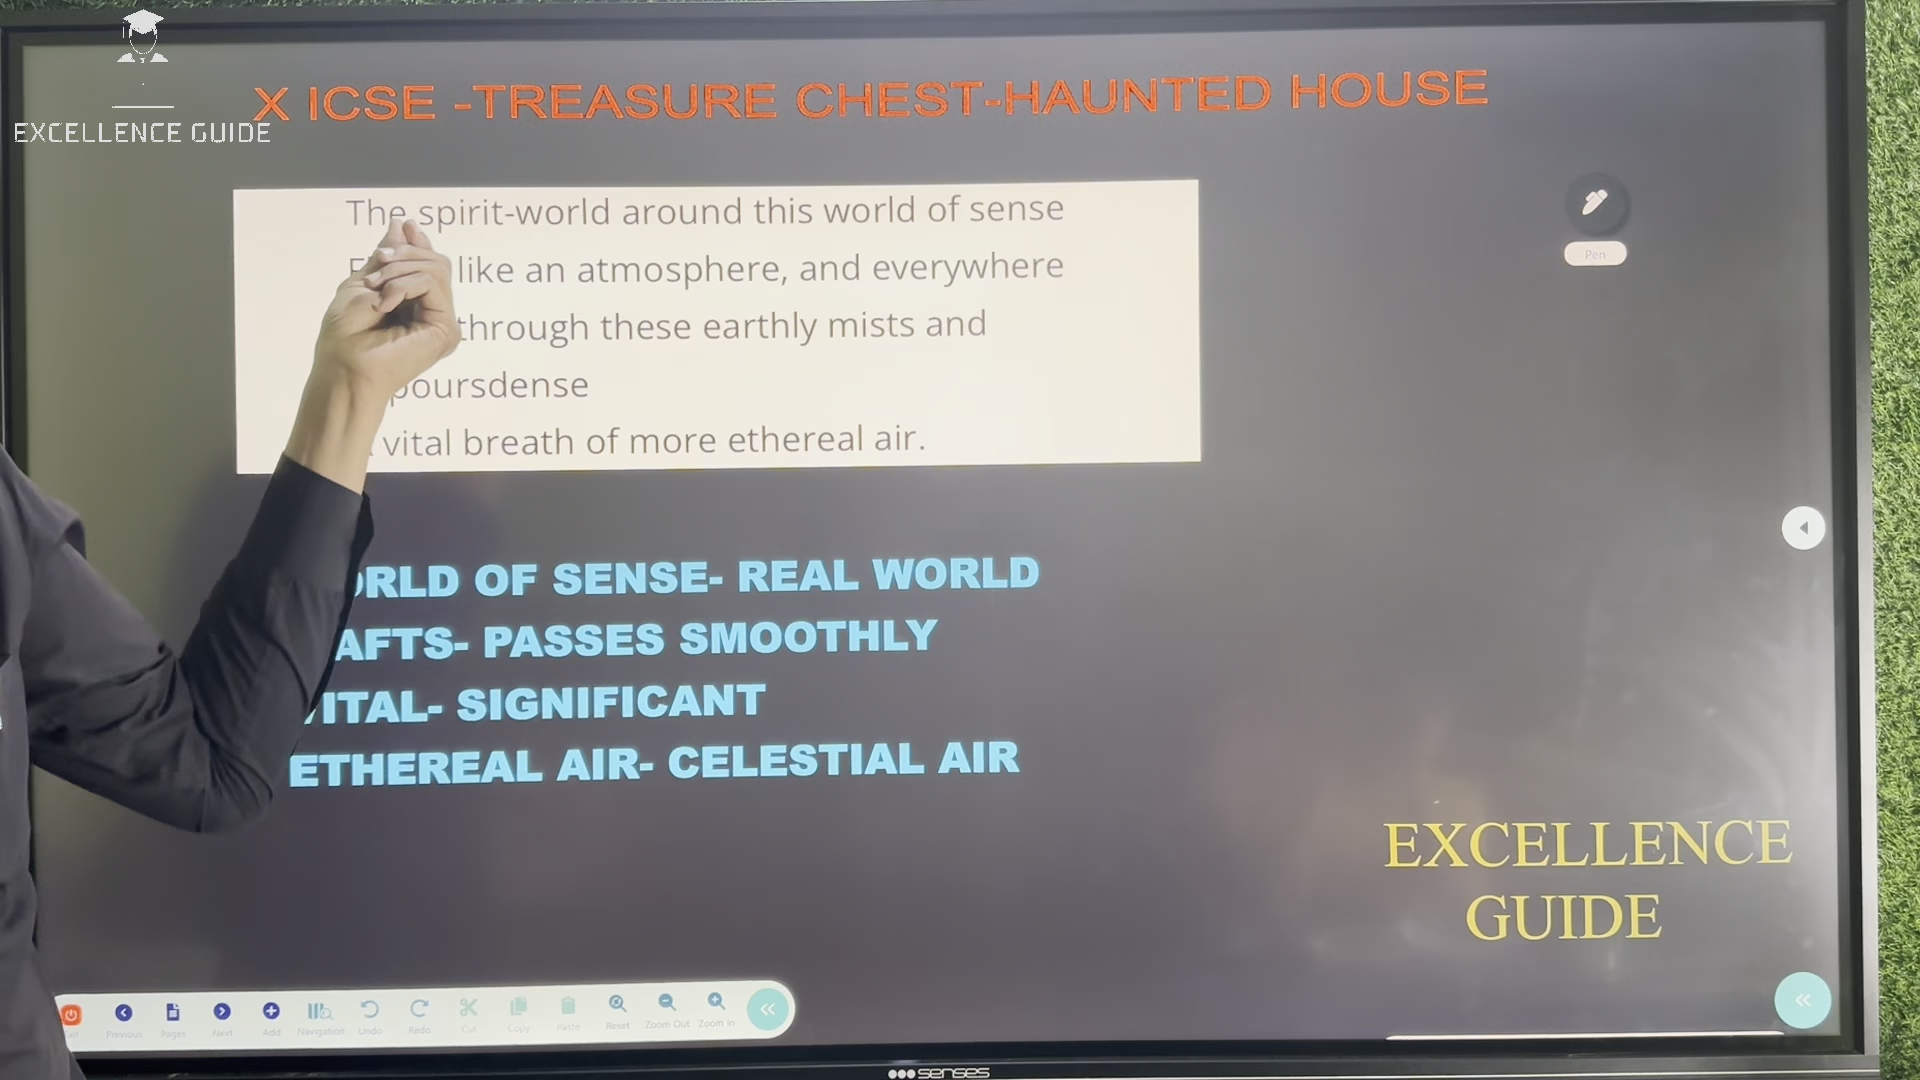 EXCELLENCE GUIDE
X ICSE -TREASURE CHEST-HAUNTED HOUSE
The spirit-world around this world of sense
like an atmosphere, and everywhere
through these earthly mists and
poursdense
vital breath of more ethereal air.
Pen
OF SENSE- REAL WORLD
PASSES SMOOTHLY
VITAL- SIGNIFICANT
ETHEREAL AIR- CELESTIAL AIR
EXCELLENCE
GUIDE
Previous Pages Next Add Navigation Undo Redo Cut Copy Paste Reset Zoom Out Zoom In
senses